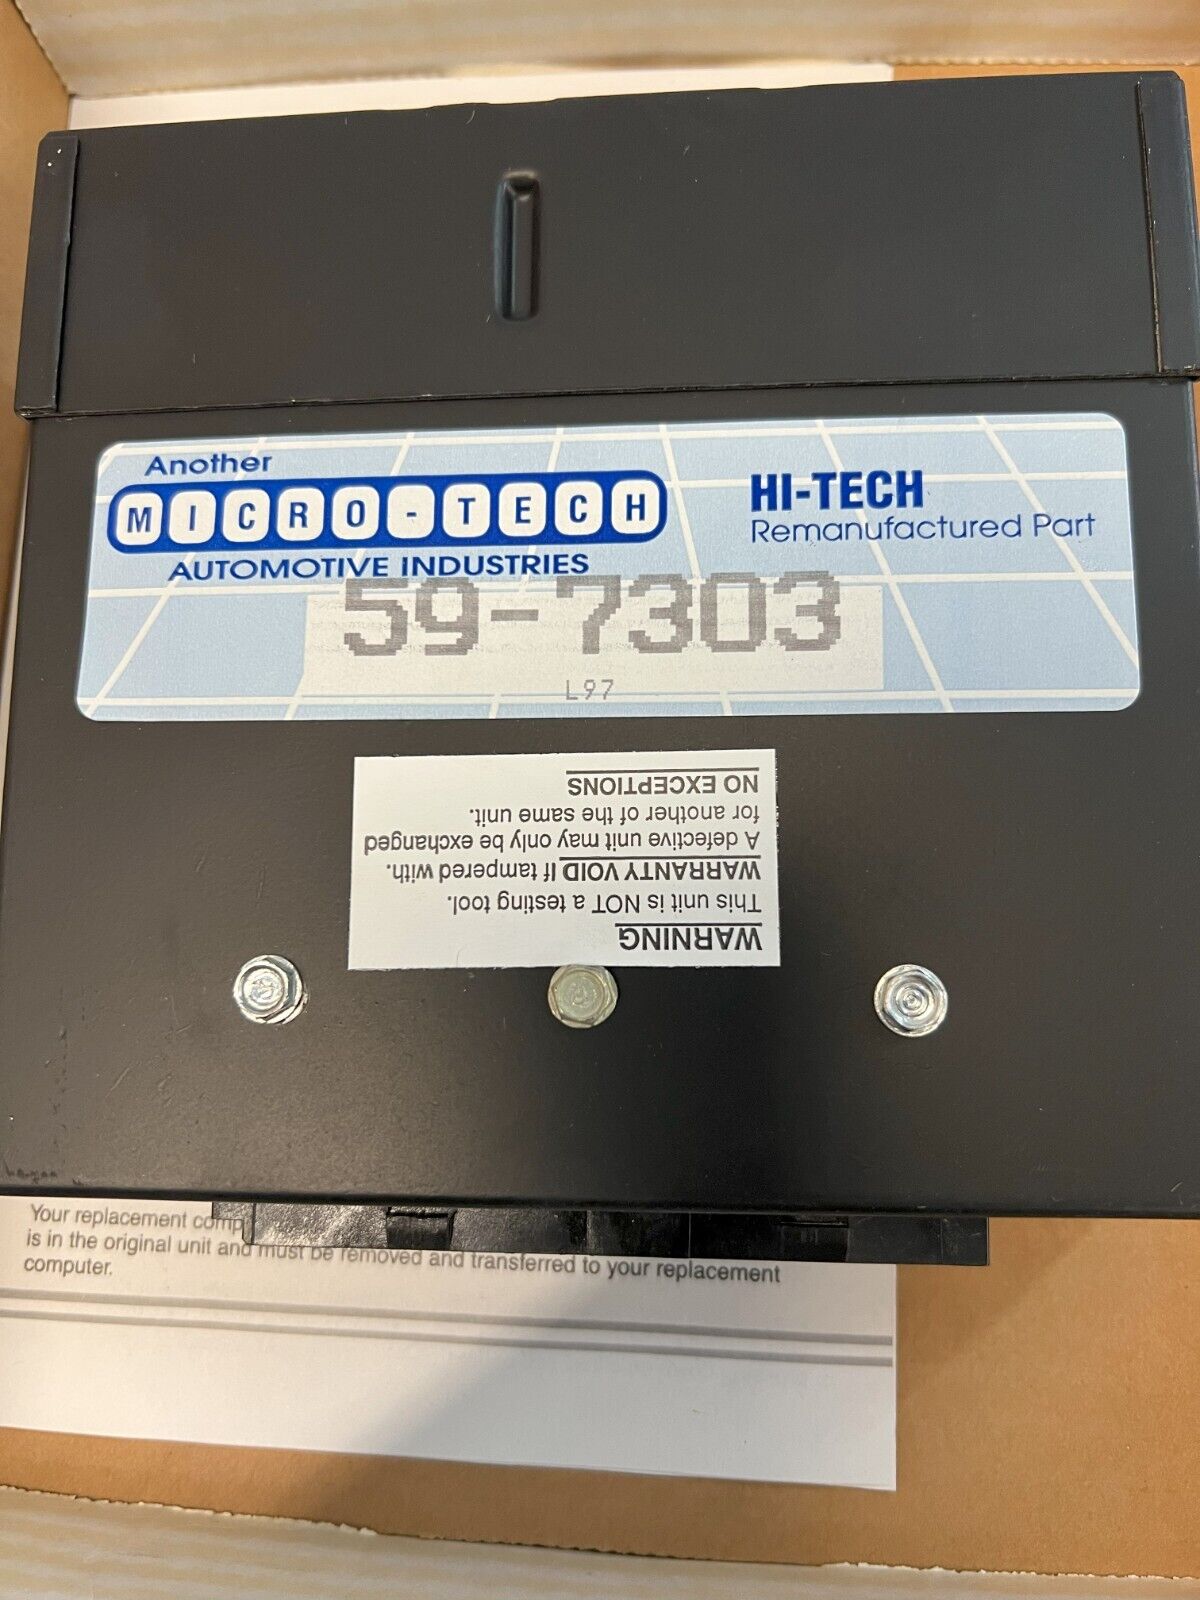 Another
MICRO-TECH
AUTOMOTIVE INDUSTRIES
HI-TECH
Remanufactured Part
59-7303
L97
WARNING
This unit is NOT a testing tool.
WARRANTY VOID If tampered with.
A defective unit may only be exchanged
for another of the same unit.
NO EXCEPTIONS
Your replacement comp
is in the original unit and must be removed and transferred to your replacement
computer.